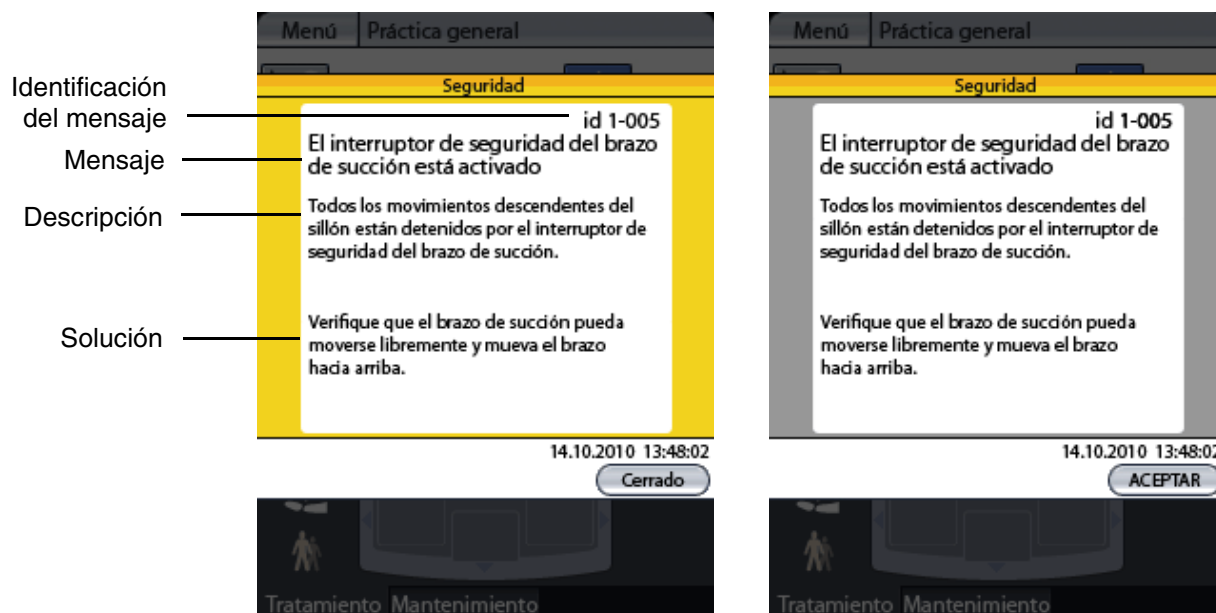 Menú Práctica general
Seguridad
Identificación
del mensaje
id 1-005
El interruptor de seguridad del brazo
de succión está activado
Mensaje
Todos los movimientos descendentes del
sillón están detenidos por el interruptor de
seguridad del brazo de succión.
Descripción
Verifique que el brazo de succión pueda
moverse libremente y mueva el brazo
hacia arriba.
Solución
14.10.2010 13:48:02
Cerrado
Tratamiento Mantenimiento
Menú Práctica general
Seguridad
id 1-005
El interruptor de seguridad del brazo
de succión está activado
Todos los movimientos descendentes del
sillón están detenidos por el interruptor de
seguridad del brazo de succión.
Verifique que el brazo de succión pueda
moverse libremente y mueva el brazo
hacia arriba.
14.10.2010 13:48:02
ACEPTAR
Tratamiento Mantenimiento